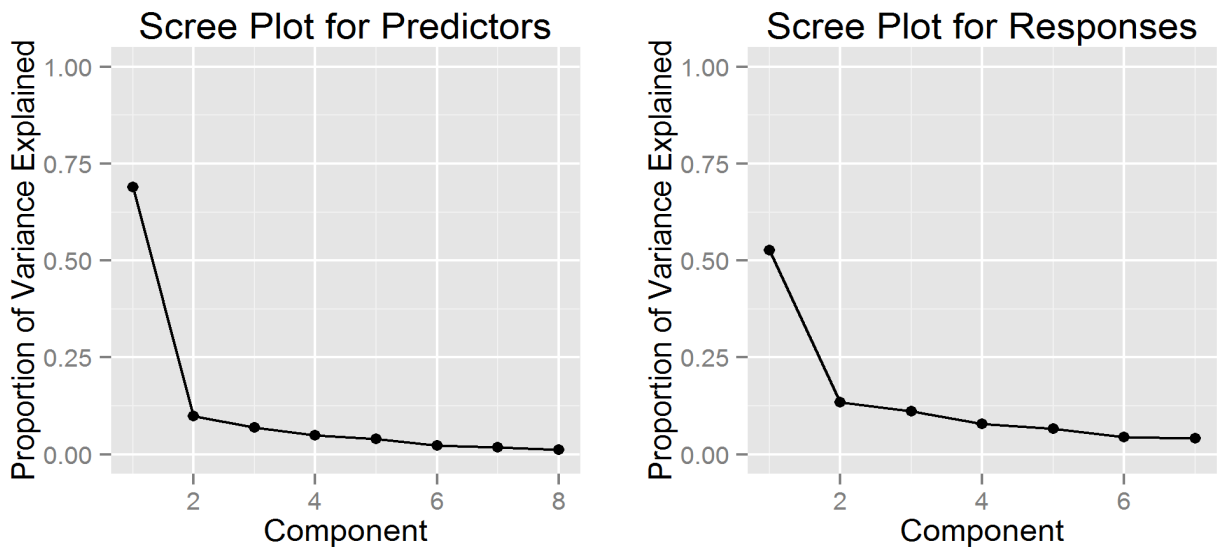 Scree Plot for Predictors
Proportion of Variance Explained
1.00
0.75
0.50
0.25
0.00
2 4 6 8
Component
Scree Plot for Responses
Proportion of Variance Explained
1.00
0.75
0.50
0.25
0.00
2 4 6
Component